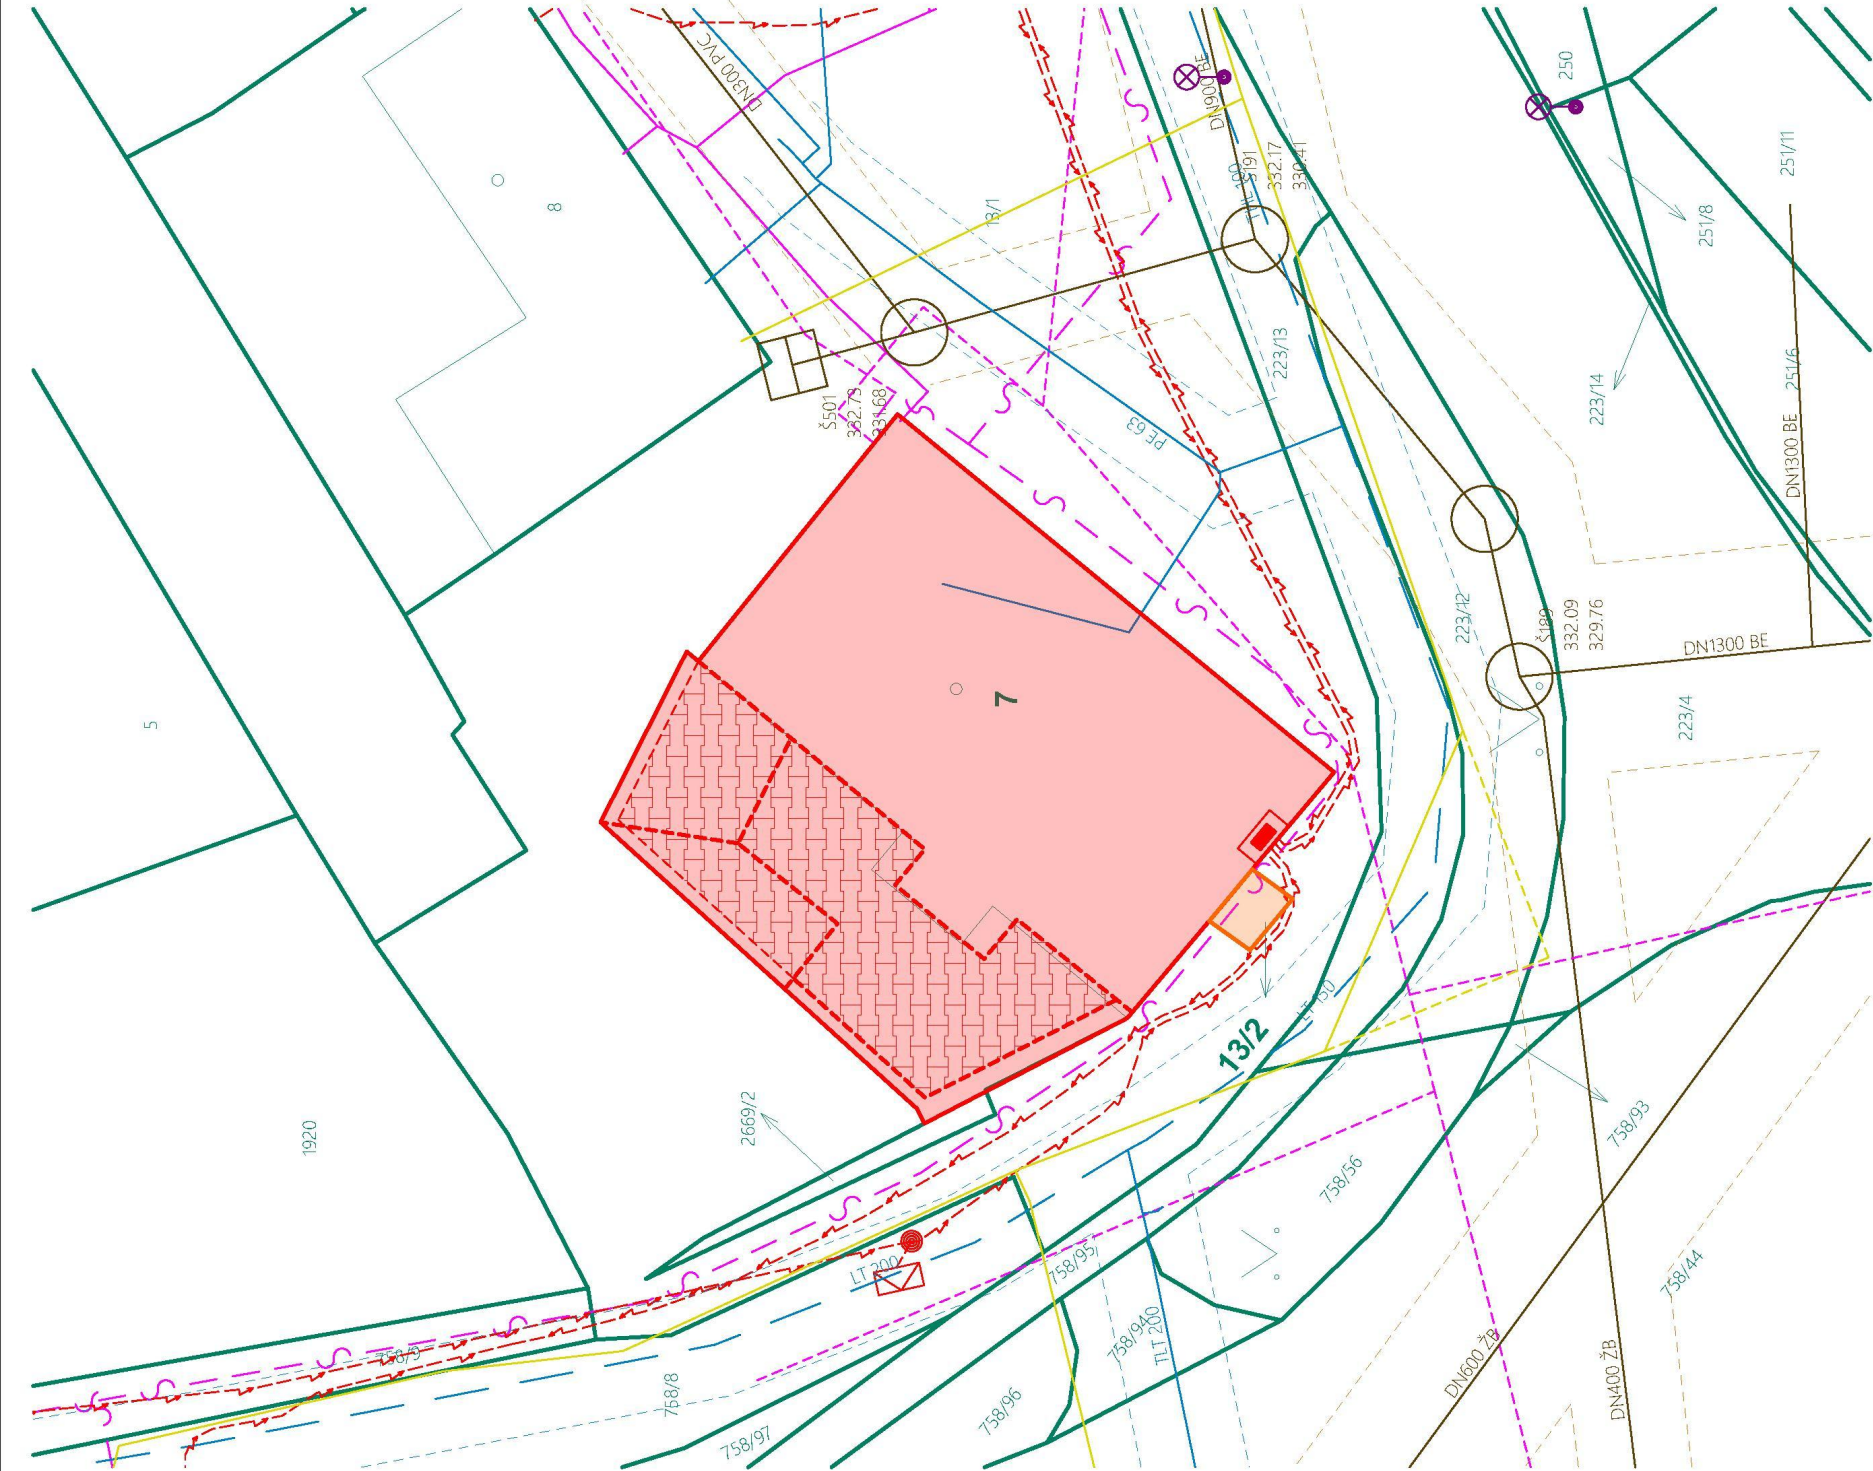 DN300 PVC
DN900 BE
250
251/11
8
13/1
Š191
332.17
330.41
251/8
223/13
251/6
223/14
Š501
332.73
331.68
PE 63
DN1300 BE
223/12
Š189
332.09
329.76
DN1300 BE
7
5
223/4
LT 150
13/2
2669/2
1920
758/93
758/56
LT 200
758/95
758/44
758/94
TLT 200
758/9
758/8
DN600 ŽB
DN400 ŽB
758/96
758/97